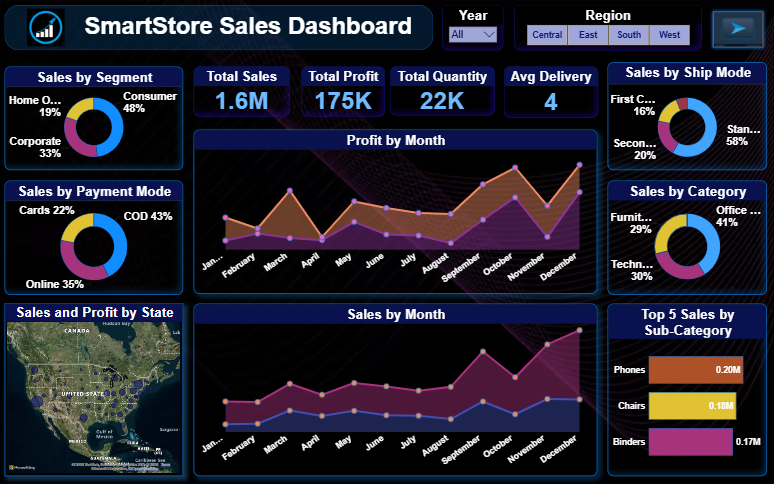 SmartStore Sales Dashboard
Year
All
Region
Central East South West
Sales by Segment
Home O...
19%
Consumer
48%
Corporate
33%
Total Sales
1.6M
Total Profit
175K
Total Quantity
22K
Avg Delivery
4
Sales by Ship Mode
First C...
16%
Stan...
58%
Secon...
20%
Profit by Month
Jan...
February
March
April
May
June
July
August
September
October
November
December
Sales by Payment Mode
Cards 22%
COD 43%
Online 35%
Sales by Category
Furnit...
29%
Office ...
41%
Techn...
30%
Sales and Profit by State
Hudson Bay
CANADA
UNITED STATES
Gulf of
Mexico
MEXICO
CUBA
PR
(US)
GUATEMALA
Caribbean Sea
Sales by Month
Jan...
February
March
April
May
June
July
August
September
October
November
December
Top 5 Sales by
Sub-Category
Phones 0.20M
Chairs 0.18M
Binders 0.17M